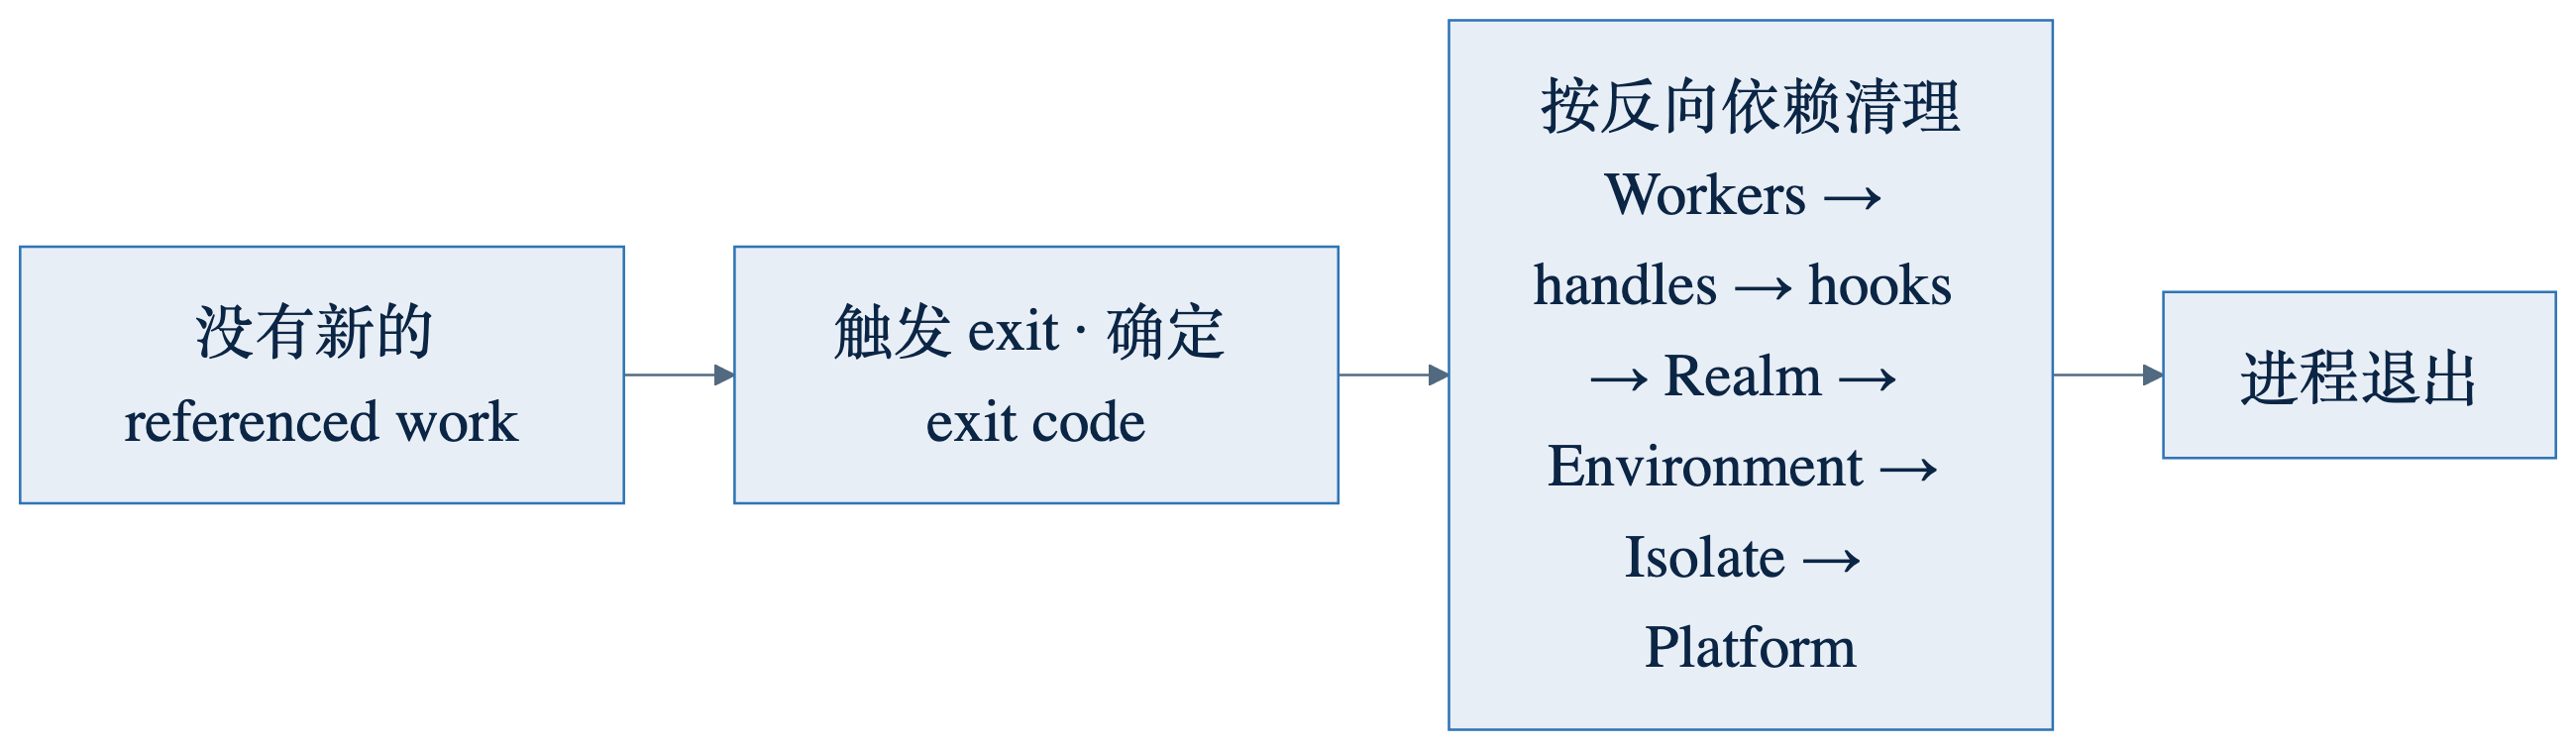 没有新的
referenced work
触发 exit · 确定
exit code
按反向依赖清理
Workers →
handles → hooks
→ Realm →
Environment →
Isolate →
Platform
进程退出